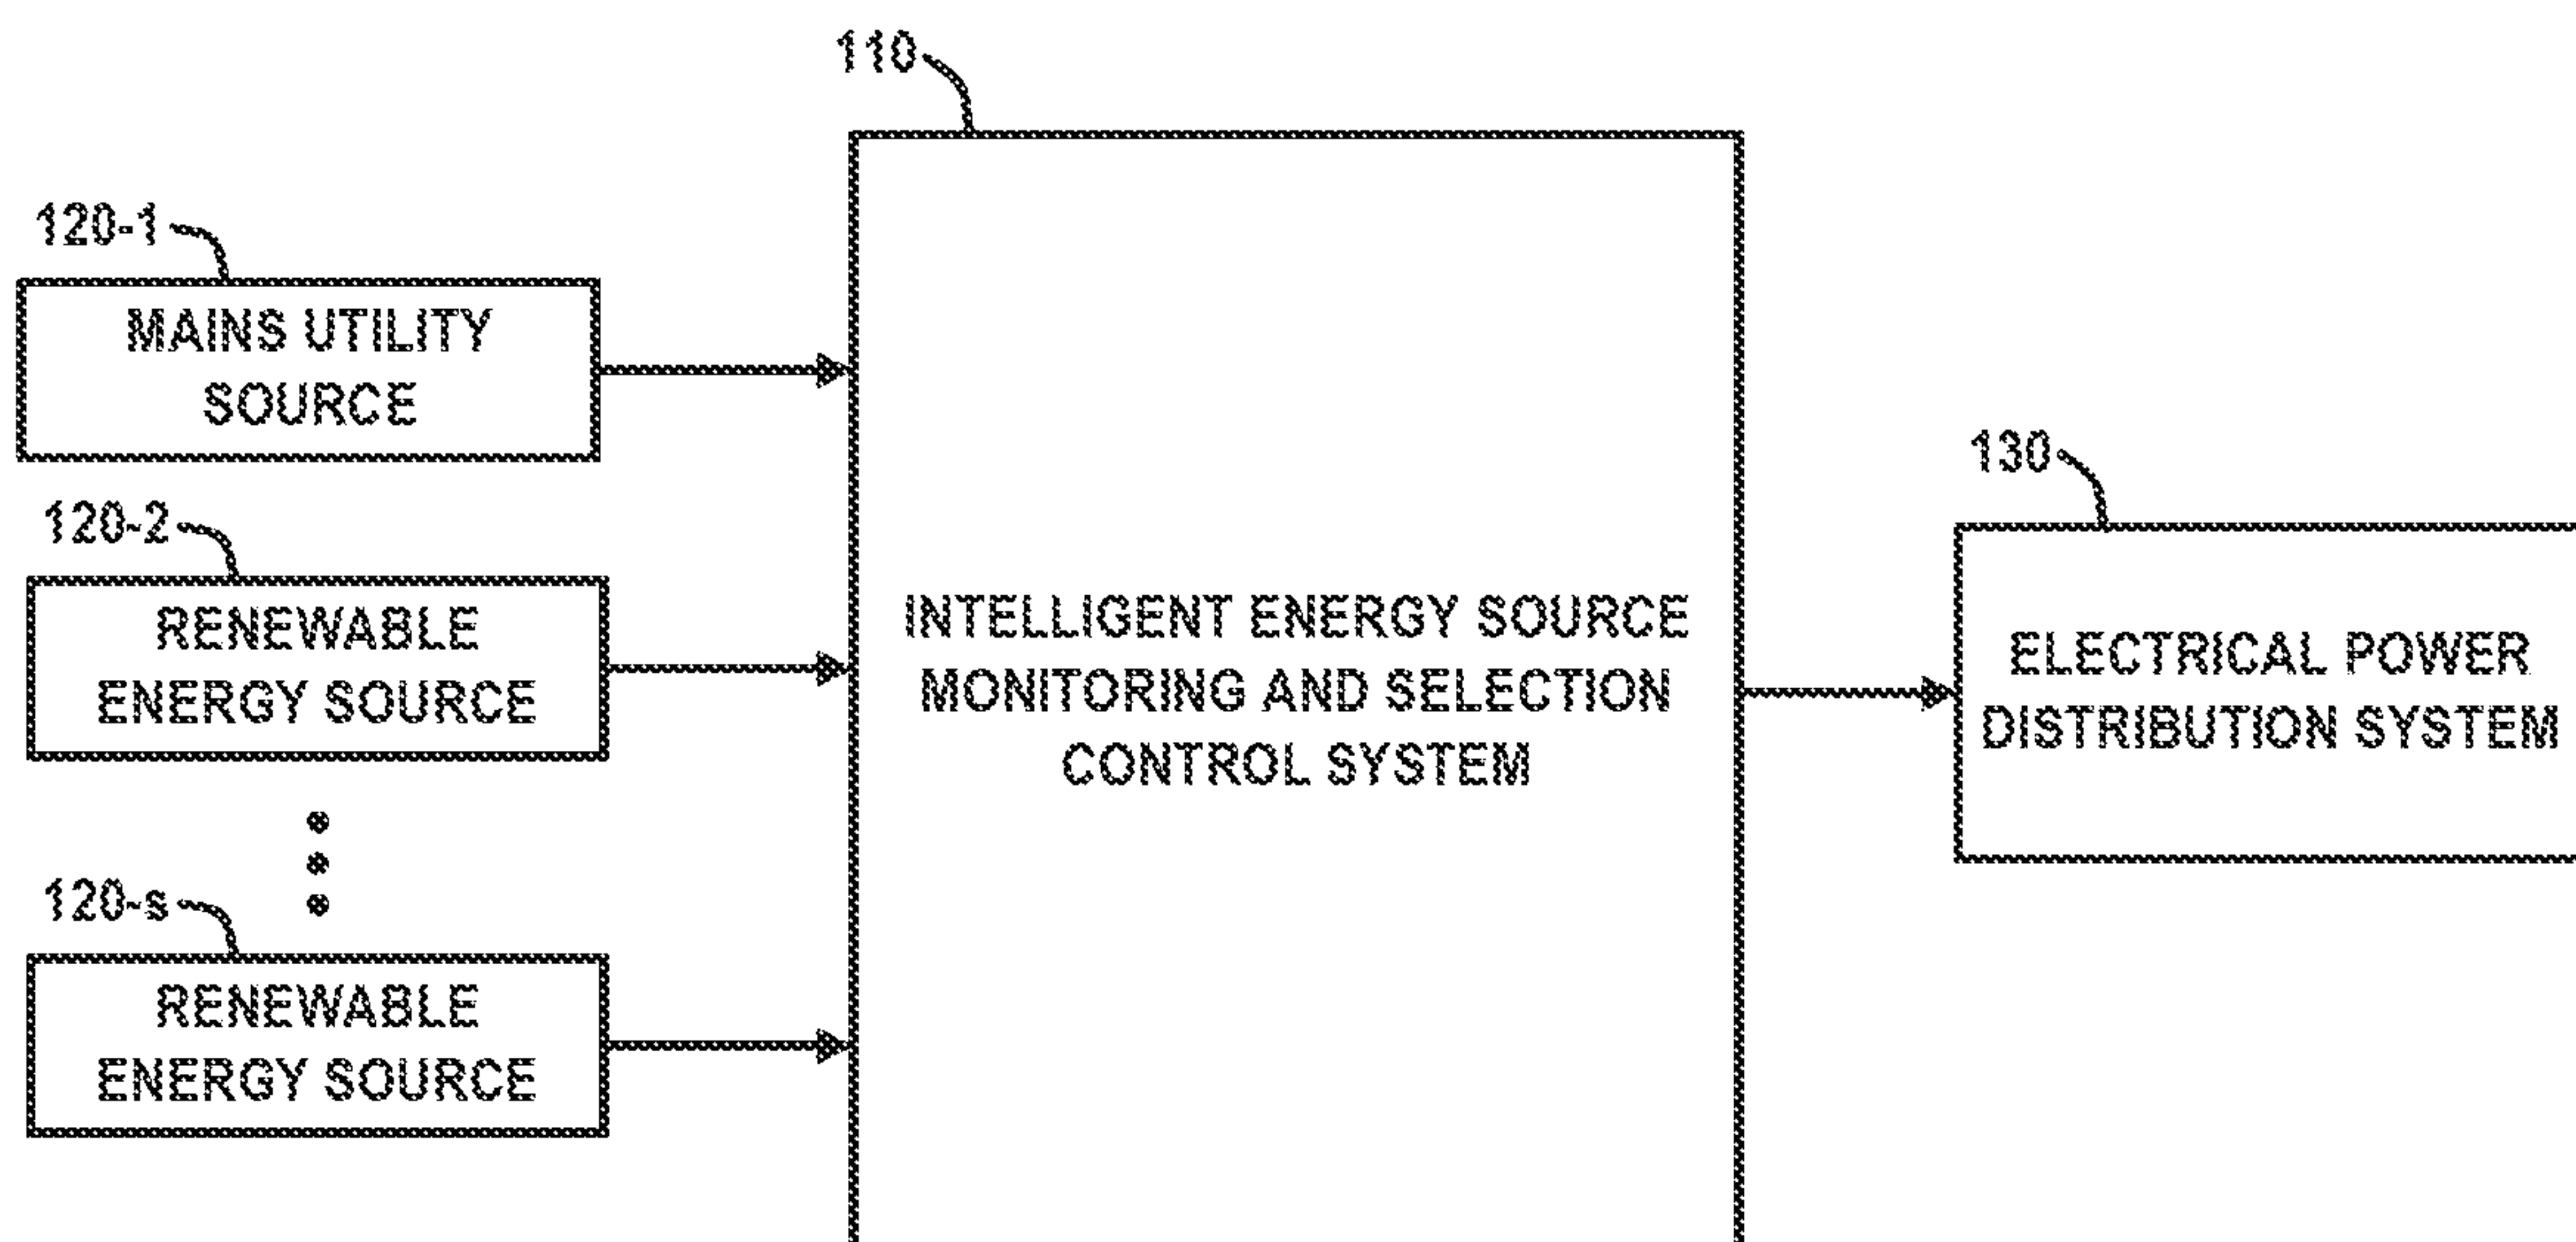 110
120-1
MAINS UTILITY
SOURCE
120-2
RENEWABLE
ENERGY SOURCE
120-s
RENEWABLE
ENERGY SOURCE
INTELLIGENT ENERGY SOURCE
MONITORING AND SELECTION
CONTROL SYSTEM
130
ELECTRICAL POWER
DISTRIBUTION SYSTEM